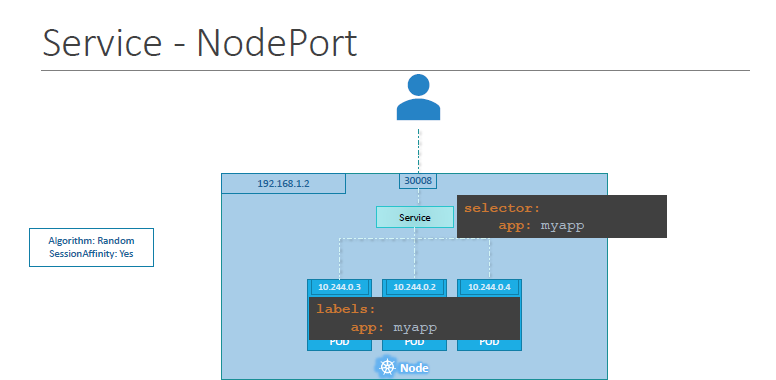 Service - NodePort
192.168.1.2
30008
Service
selector:
app: myapp
Algorithm: Random
SessionAffinity: Yes
10.244.0.3
10.244.0.2
10.244.0.4
labels:
app: myapp
POD
POD
POD
Node